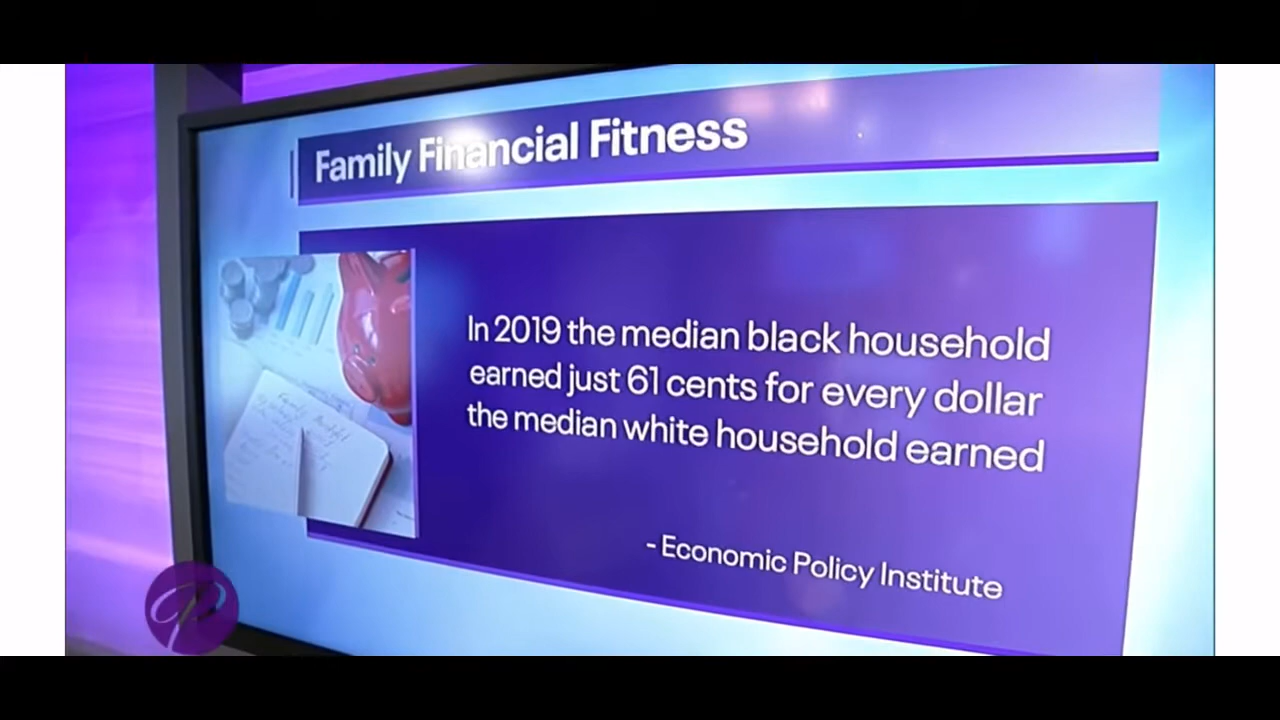 Family Financial Fitness
In 2019 the median black household
earned just 61 cents for every dollar
the median white household earned
- Economic Policy Institute
P